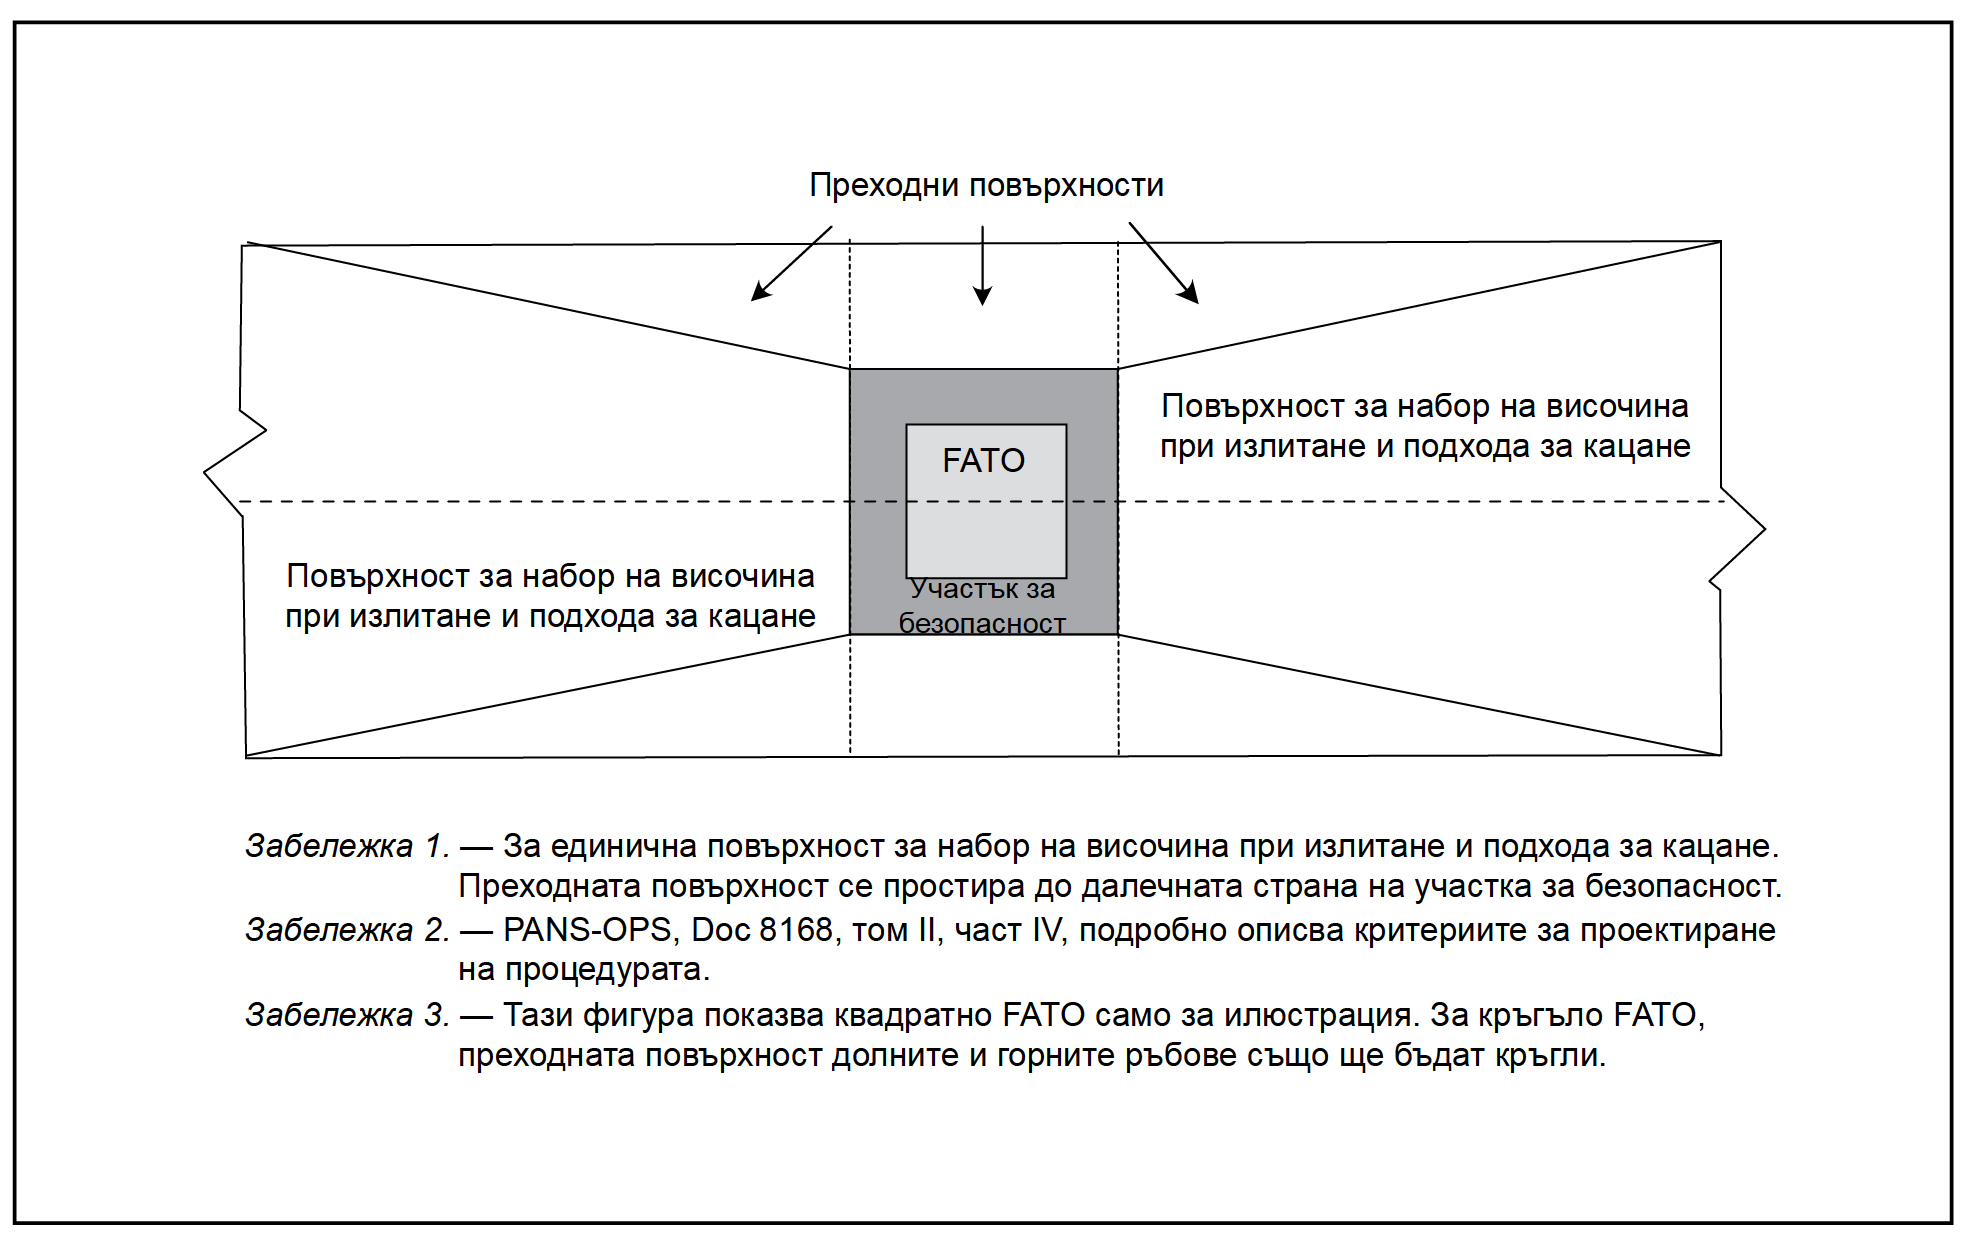 Преходни повърхности
Повърхност за набор на височина
при излитане и подхода за кацане
FATO
Повърхност за набор на височина
при излитане и подхода за кацане
Участък за
безопасност
Забележка 1. — За единична повърхност за набор на височина при излитане и подхода за кацане.
Преходната повърхност се простира до далечната страна на участка за безопасност.
Забележка 2. — PANS-OPS, Doc 8168, том II, част IV, подробно описва критериите за проектиране
на процедурата.
Забележка 3. — Тази фигура показва квадратно FATO само за илюстрация. За кръгъло FATO,
преходната повърхност долните и горните ръбове също ще бъдат кръгли.